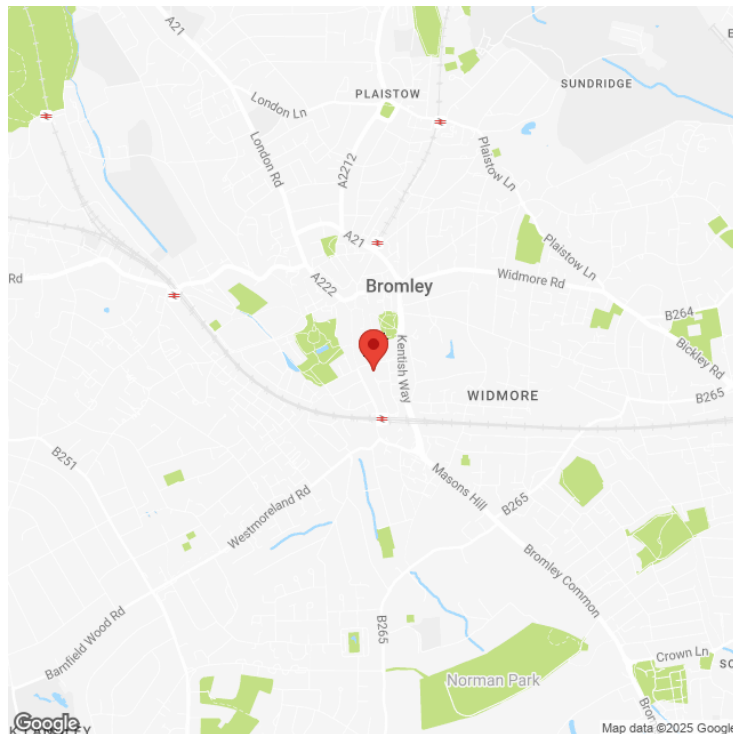 A21
PLAISTOW
SUNDRIDGE
London Ln
London Rd
A2212
Plaistow Ln
A21
Plaistow Ln
Rd
A222
Bromley
Widmore Rd
B264
Kentish Way
Bickley Rd
WIDMORE
B265
B251
Masons Hill
B265
Westmoreland Rd
Bromley Common
B265
Barnfield Wood Rd
Crown Ln
Norman Park
Google
Map data ©2025 Google